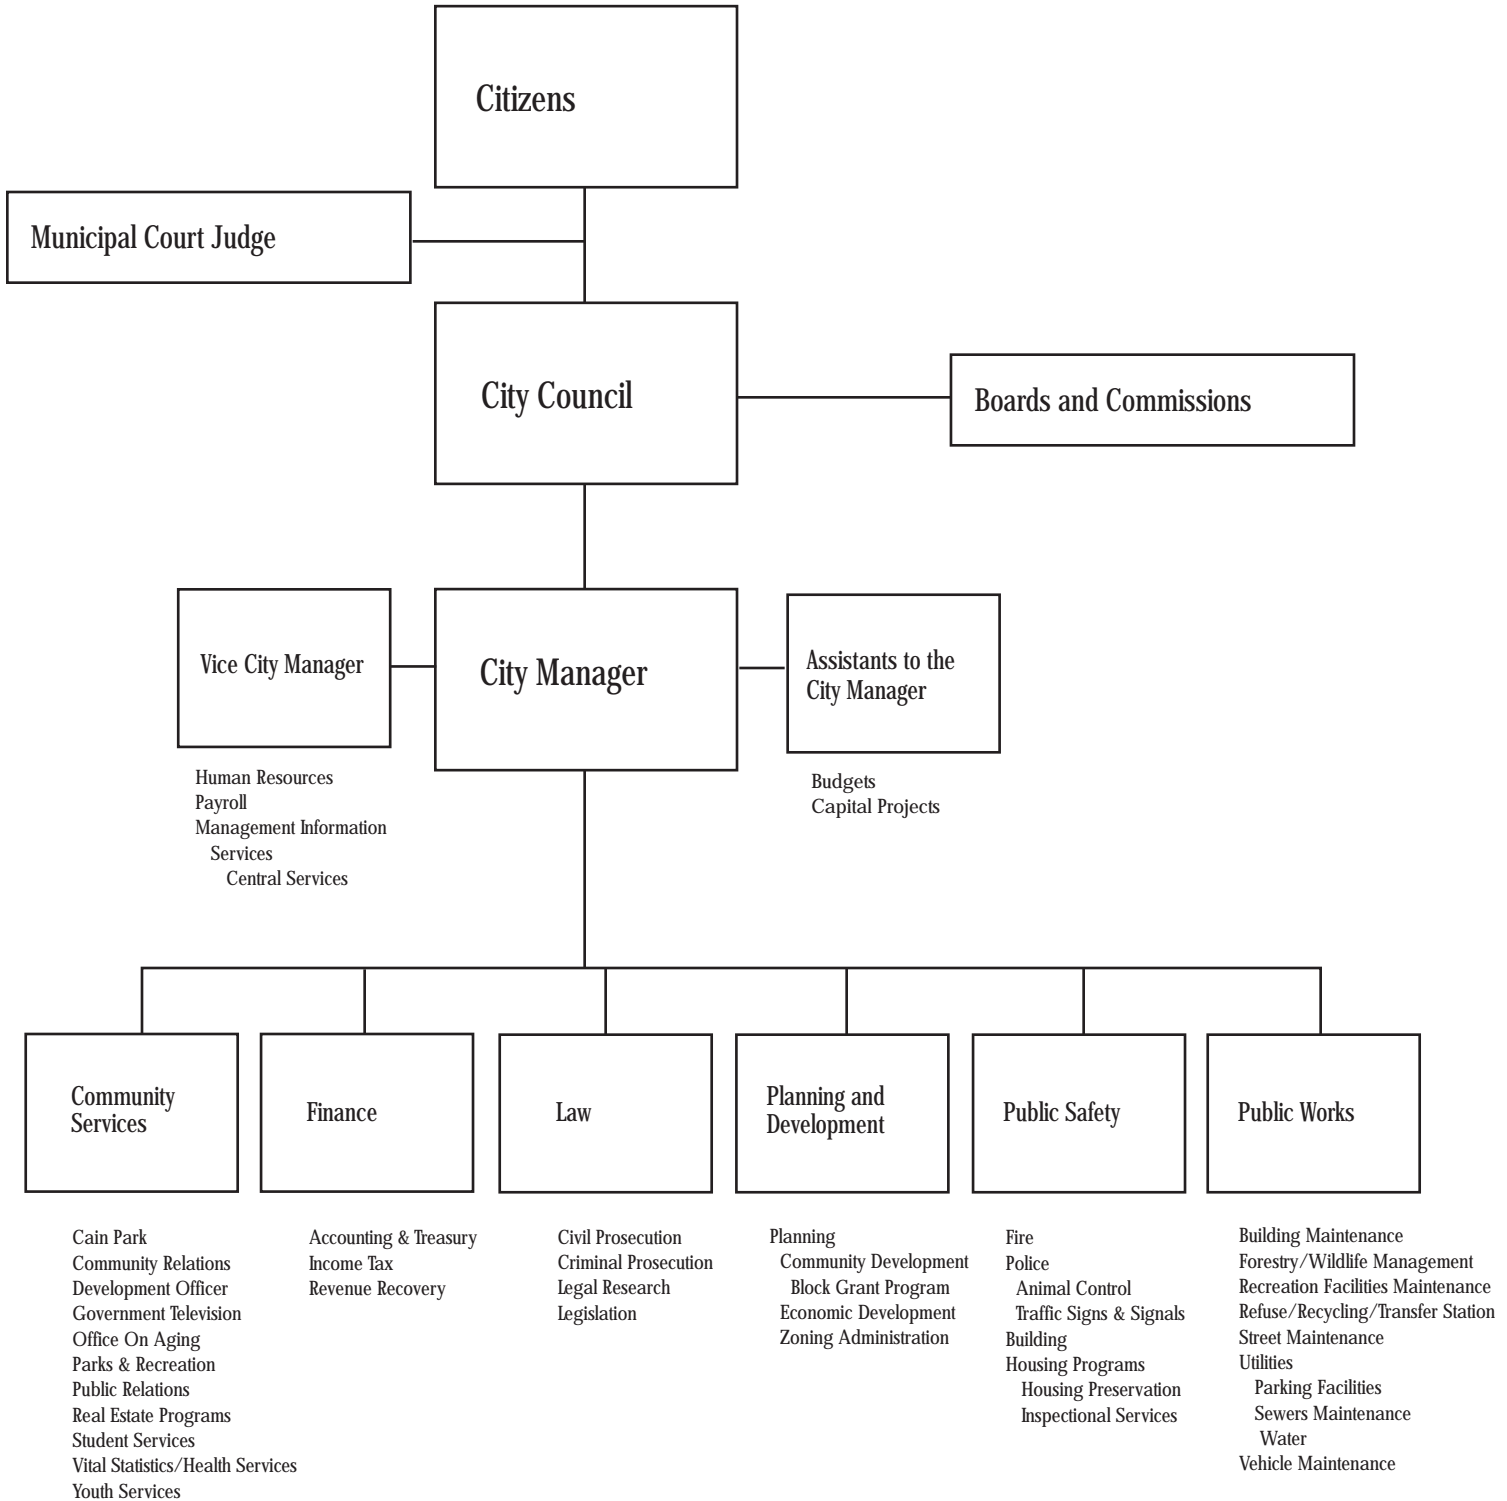 Citizens
Municipal Court Judge
City Council
Boards and Commissions
Vice City Manager
City Manager
Assistants to the
City Manager
Human Resources
Payroll
Management Information
Services
Central Services
Budgets
Capital Projects
Community
Services
Finance
Law
Planning and
Development
Public Safety
Public Works
Cain Park
Community Relations
Development Officer
Government Television
Office On Aging
Parks & Recreation
Public Relations
Real Estate Programs
Student Services
Vital Statistics/Health Services
Youth Services
Accounting & Treasury
Income Tax
Revenue Recovery
Civil Prosecution
Criminal Prosecution
Legal Research
Legislation
Planning
Community Development
Block Grant Program
Economic Development
Zoning Administration
Fire
Police
Animal Control
Traffic Signs & Signals
Building
Housing Programs
Housing Preservation
Inspectional Services
Building Maintenance
Forestry/Wildlife Management
Recreation Facilities Maintenance
Refuse/Recycling/Transfer Station
Street Maintenance
Utilities
Parking Facilities
Sewers Maintenance
Water
Vehicle Maintenance